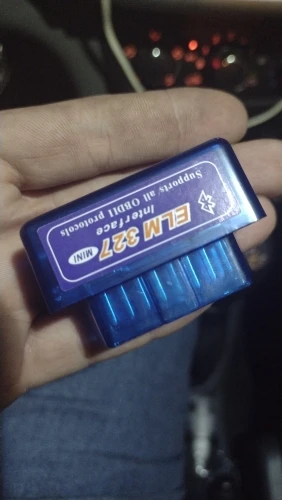 Supports all OBDII protocols
ELM 327
Interface
MINI